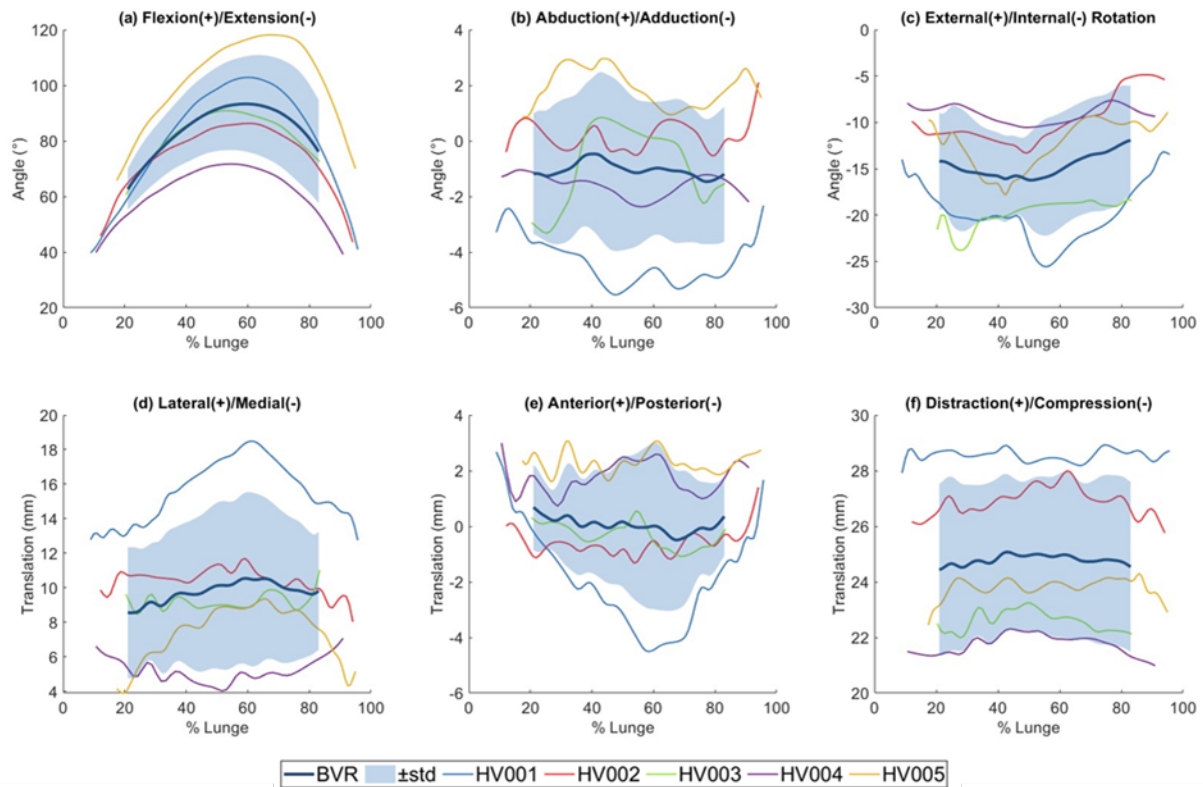 (a) Flexion(+)/Extension(-)
120
100
80
60
40
20
Angle (°)
0 20 40 60 80 100
% Lunge
(b) Abduction(+)/Adduction(-)
4
2
0
-2
-4
-6
Angle (°)
0 20 40 60 80 100
% Lunge
(c) External(+)/Internal(-) Rotation
0
-5
-10
-15
-20
-25
-30
Angle (°)
0 20 40 60 80 100
% Lunge
(d) Lateral(+)/Medial(-)
20
18
16
14
12
10
8
6
4
Translation (mm)
0 20 40 60 80 100
% Lunge
(e) Anterior(+)/Posterior(-)
4
2
0
-2
-4
-6
Translation (mm)
0 20 40 60 80 100
% Lunge
(f) Distraction(+)/Compression(-)
30
28
26
24
22
20
Translation (mm)
0 20 40 60 80 100
% Lunge
BVR ±std HV001 HV002 HV003 HV004 HV005